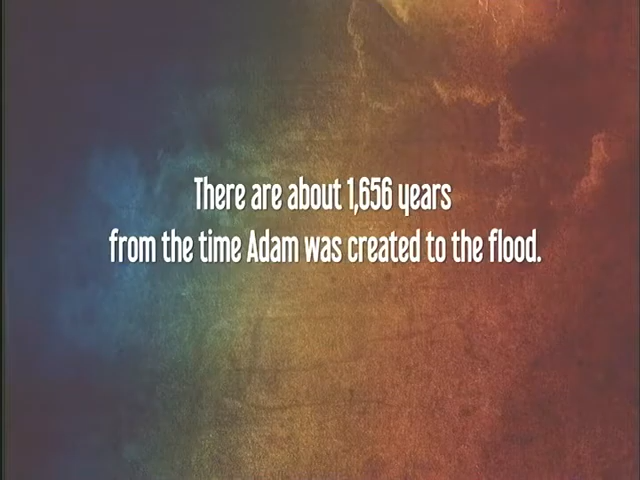 There are about 1,656 years
from the time Adam was created to the flood.